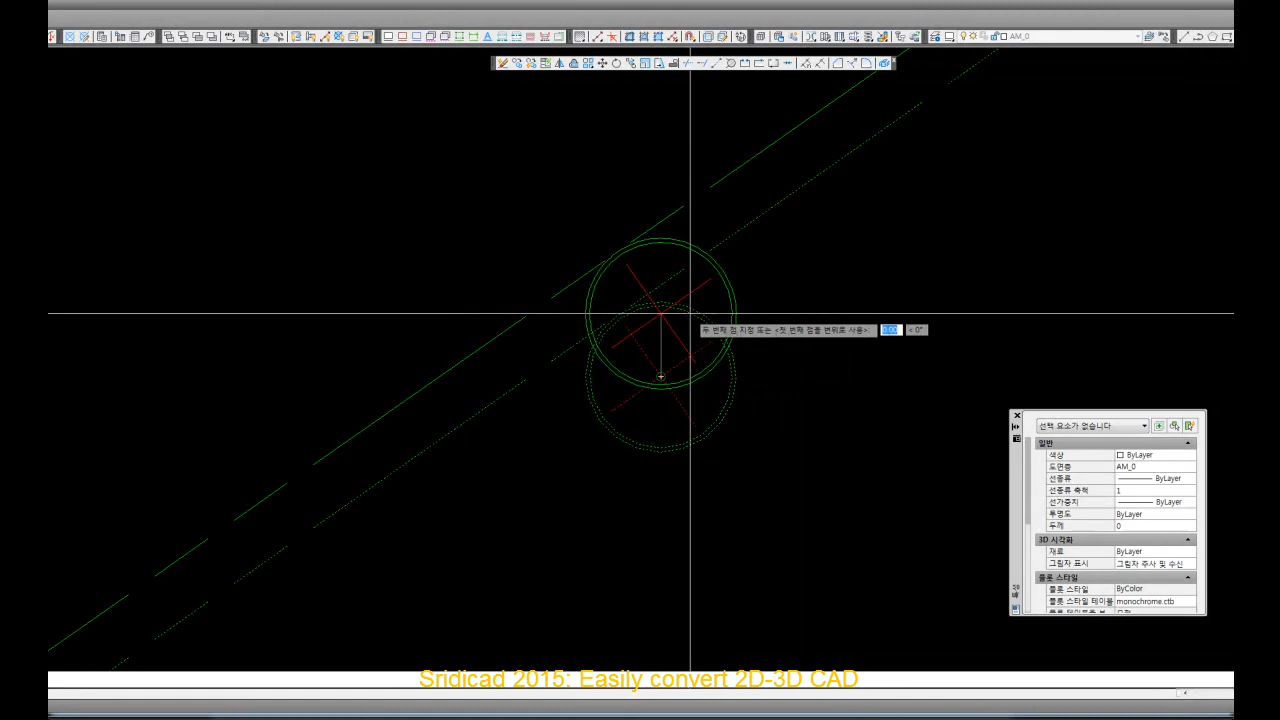 AM_0
두 번째 점 지정 또는 <첫 번째 점을 변위로 사용>: 0.00 < 0°
선택 요소가 없습니다
일반
색상 ByLayer
도면층 AM_0
선종류 ByLayer
선종류 축척 1
선가중치 ByLayer
투명도 ByLayer
두께 0
3D 시각화
재료 ByLayer
그림자 표시 그림자 주사 및 수신
플롯 스타일
플롯 스타일 ByColor
플롯 스타일 테이블 monochrome.ctb
Sridicad 2015: Easily convert 2D-3D CAD